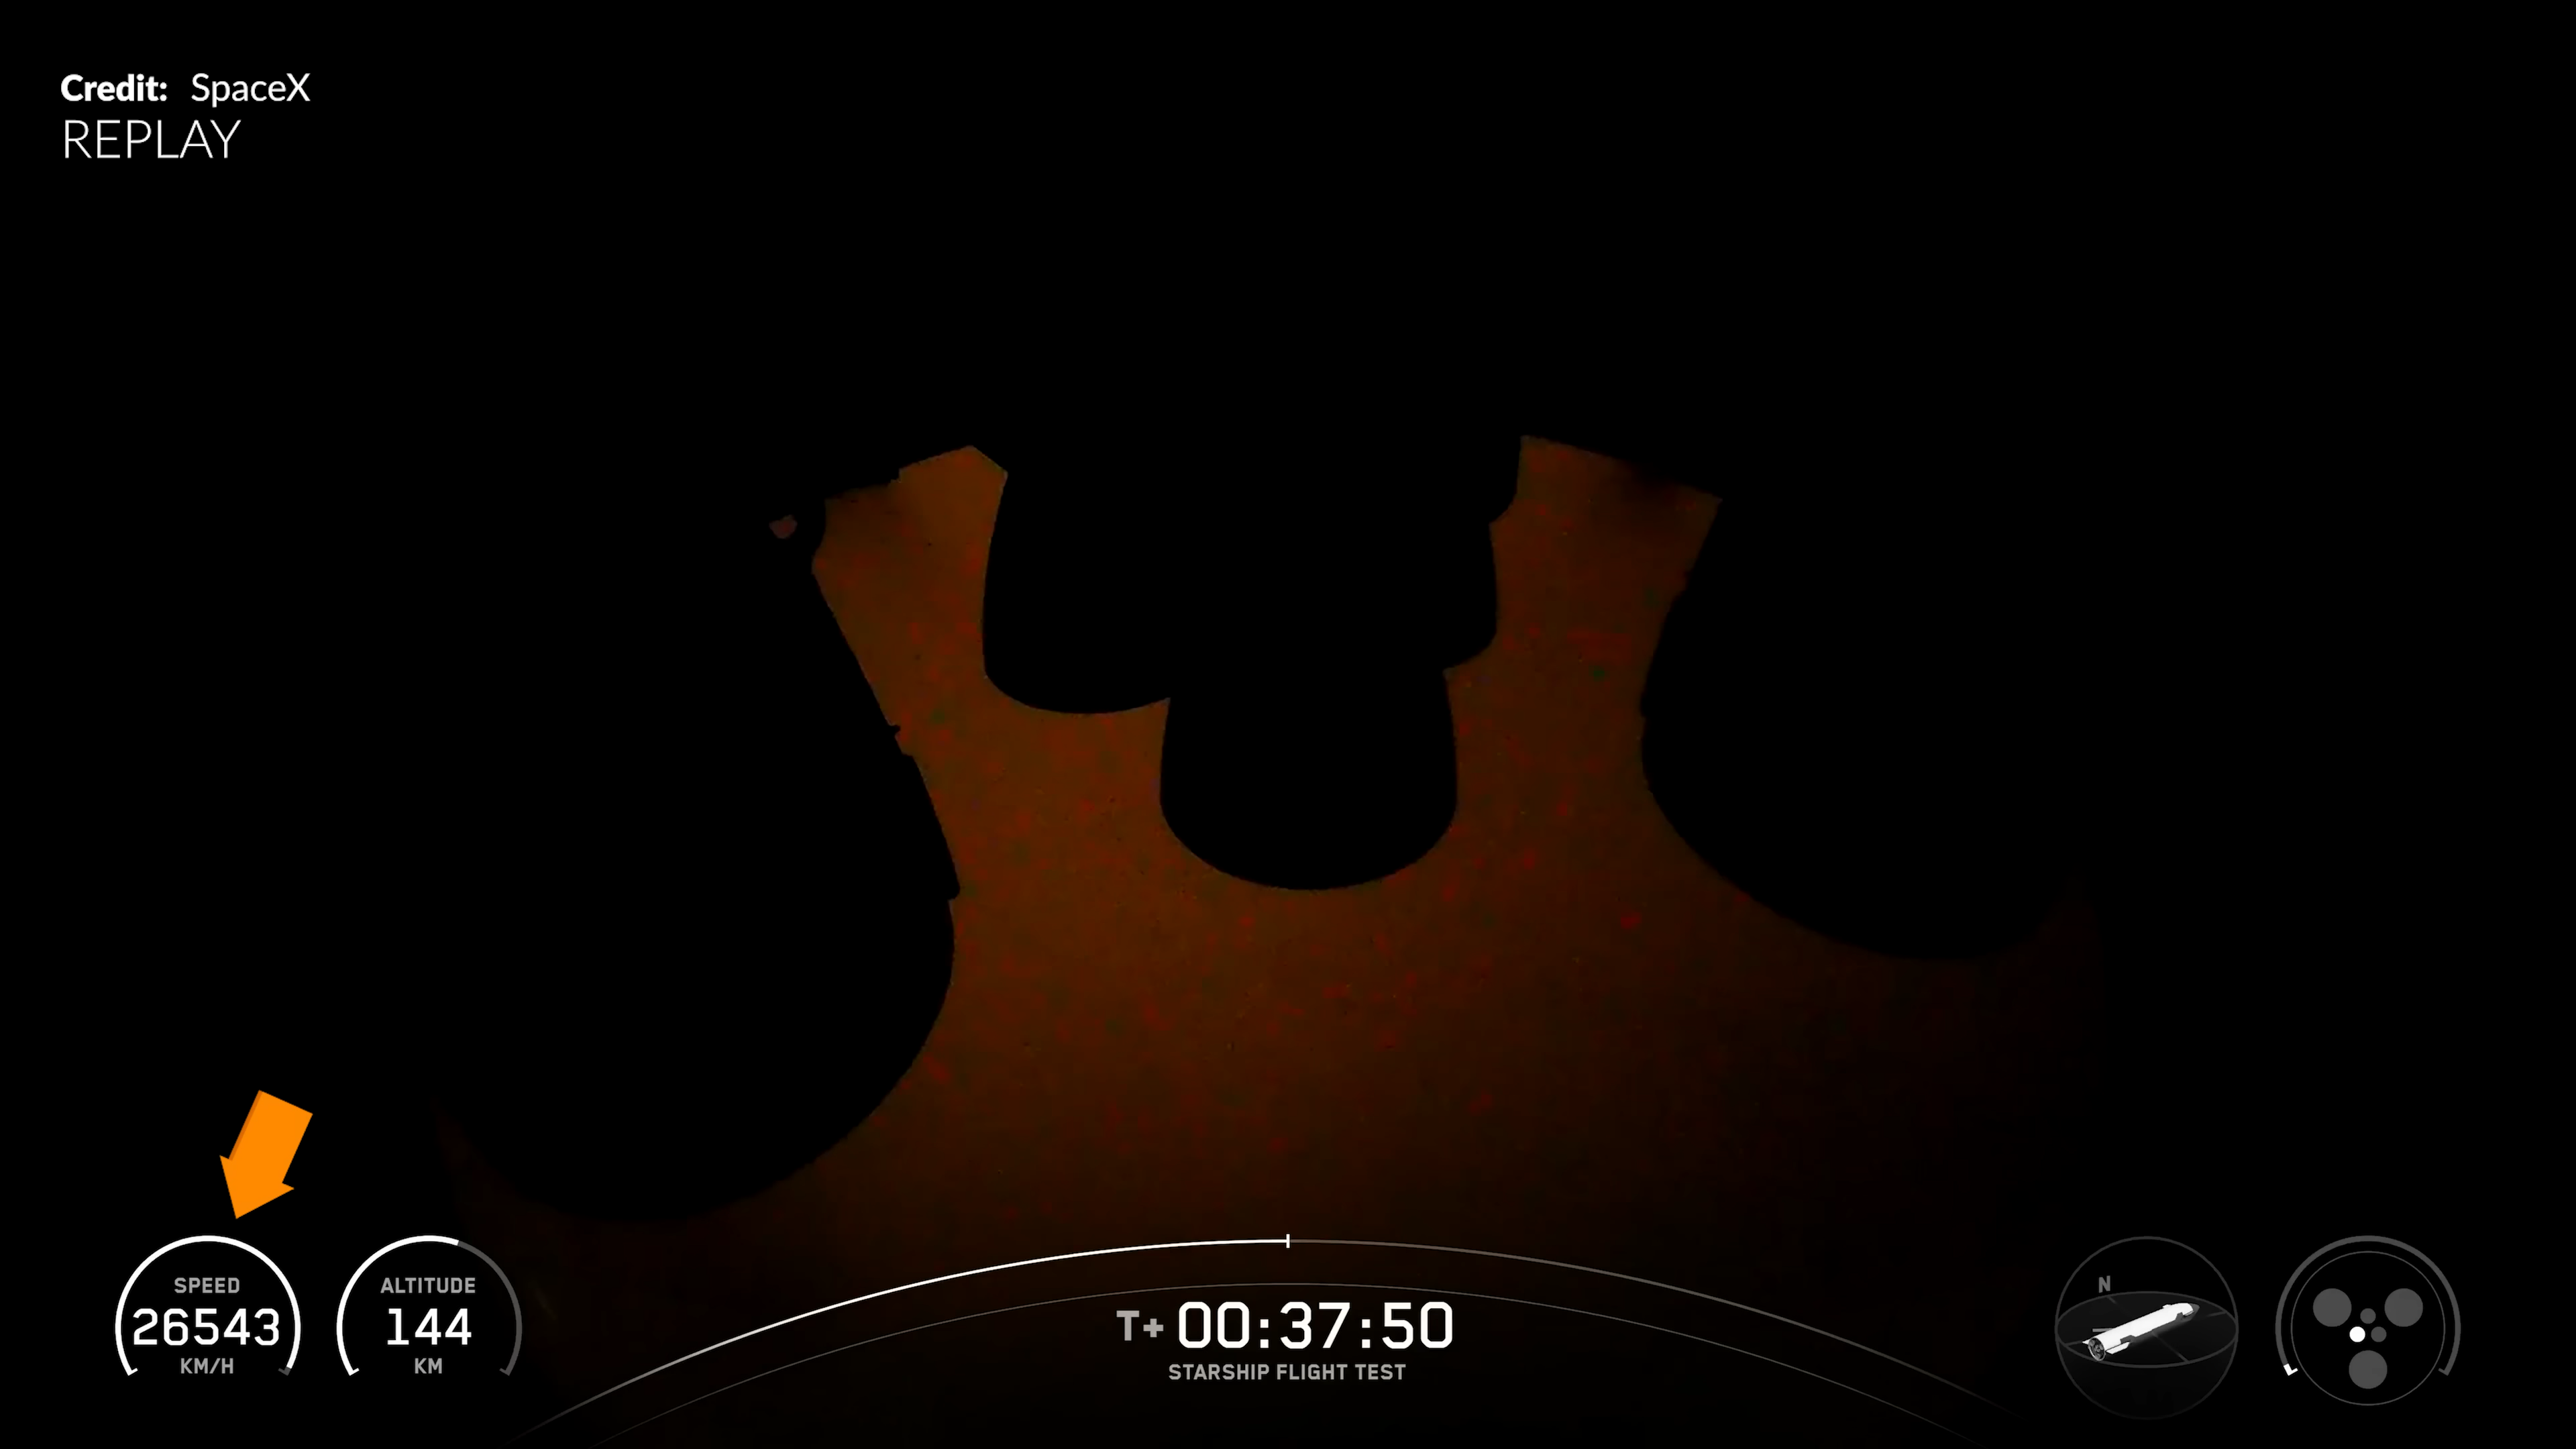 Credit: SpaceX
REPLAY
SPEED
26543
KM/H
ALTITUDE
144
KM
T+ 00:37:50
STARSHIP FLIGHT TEST
N